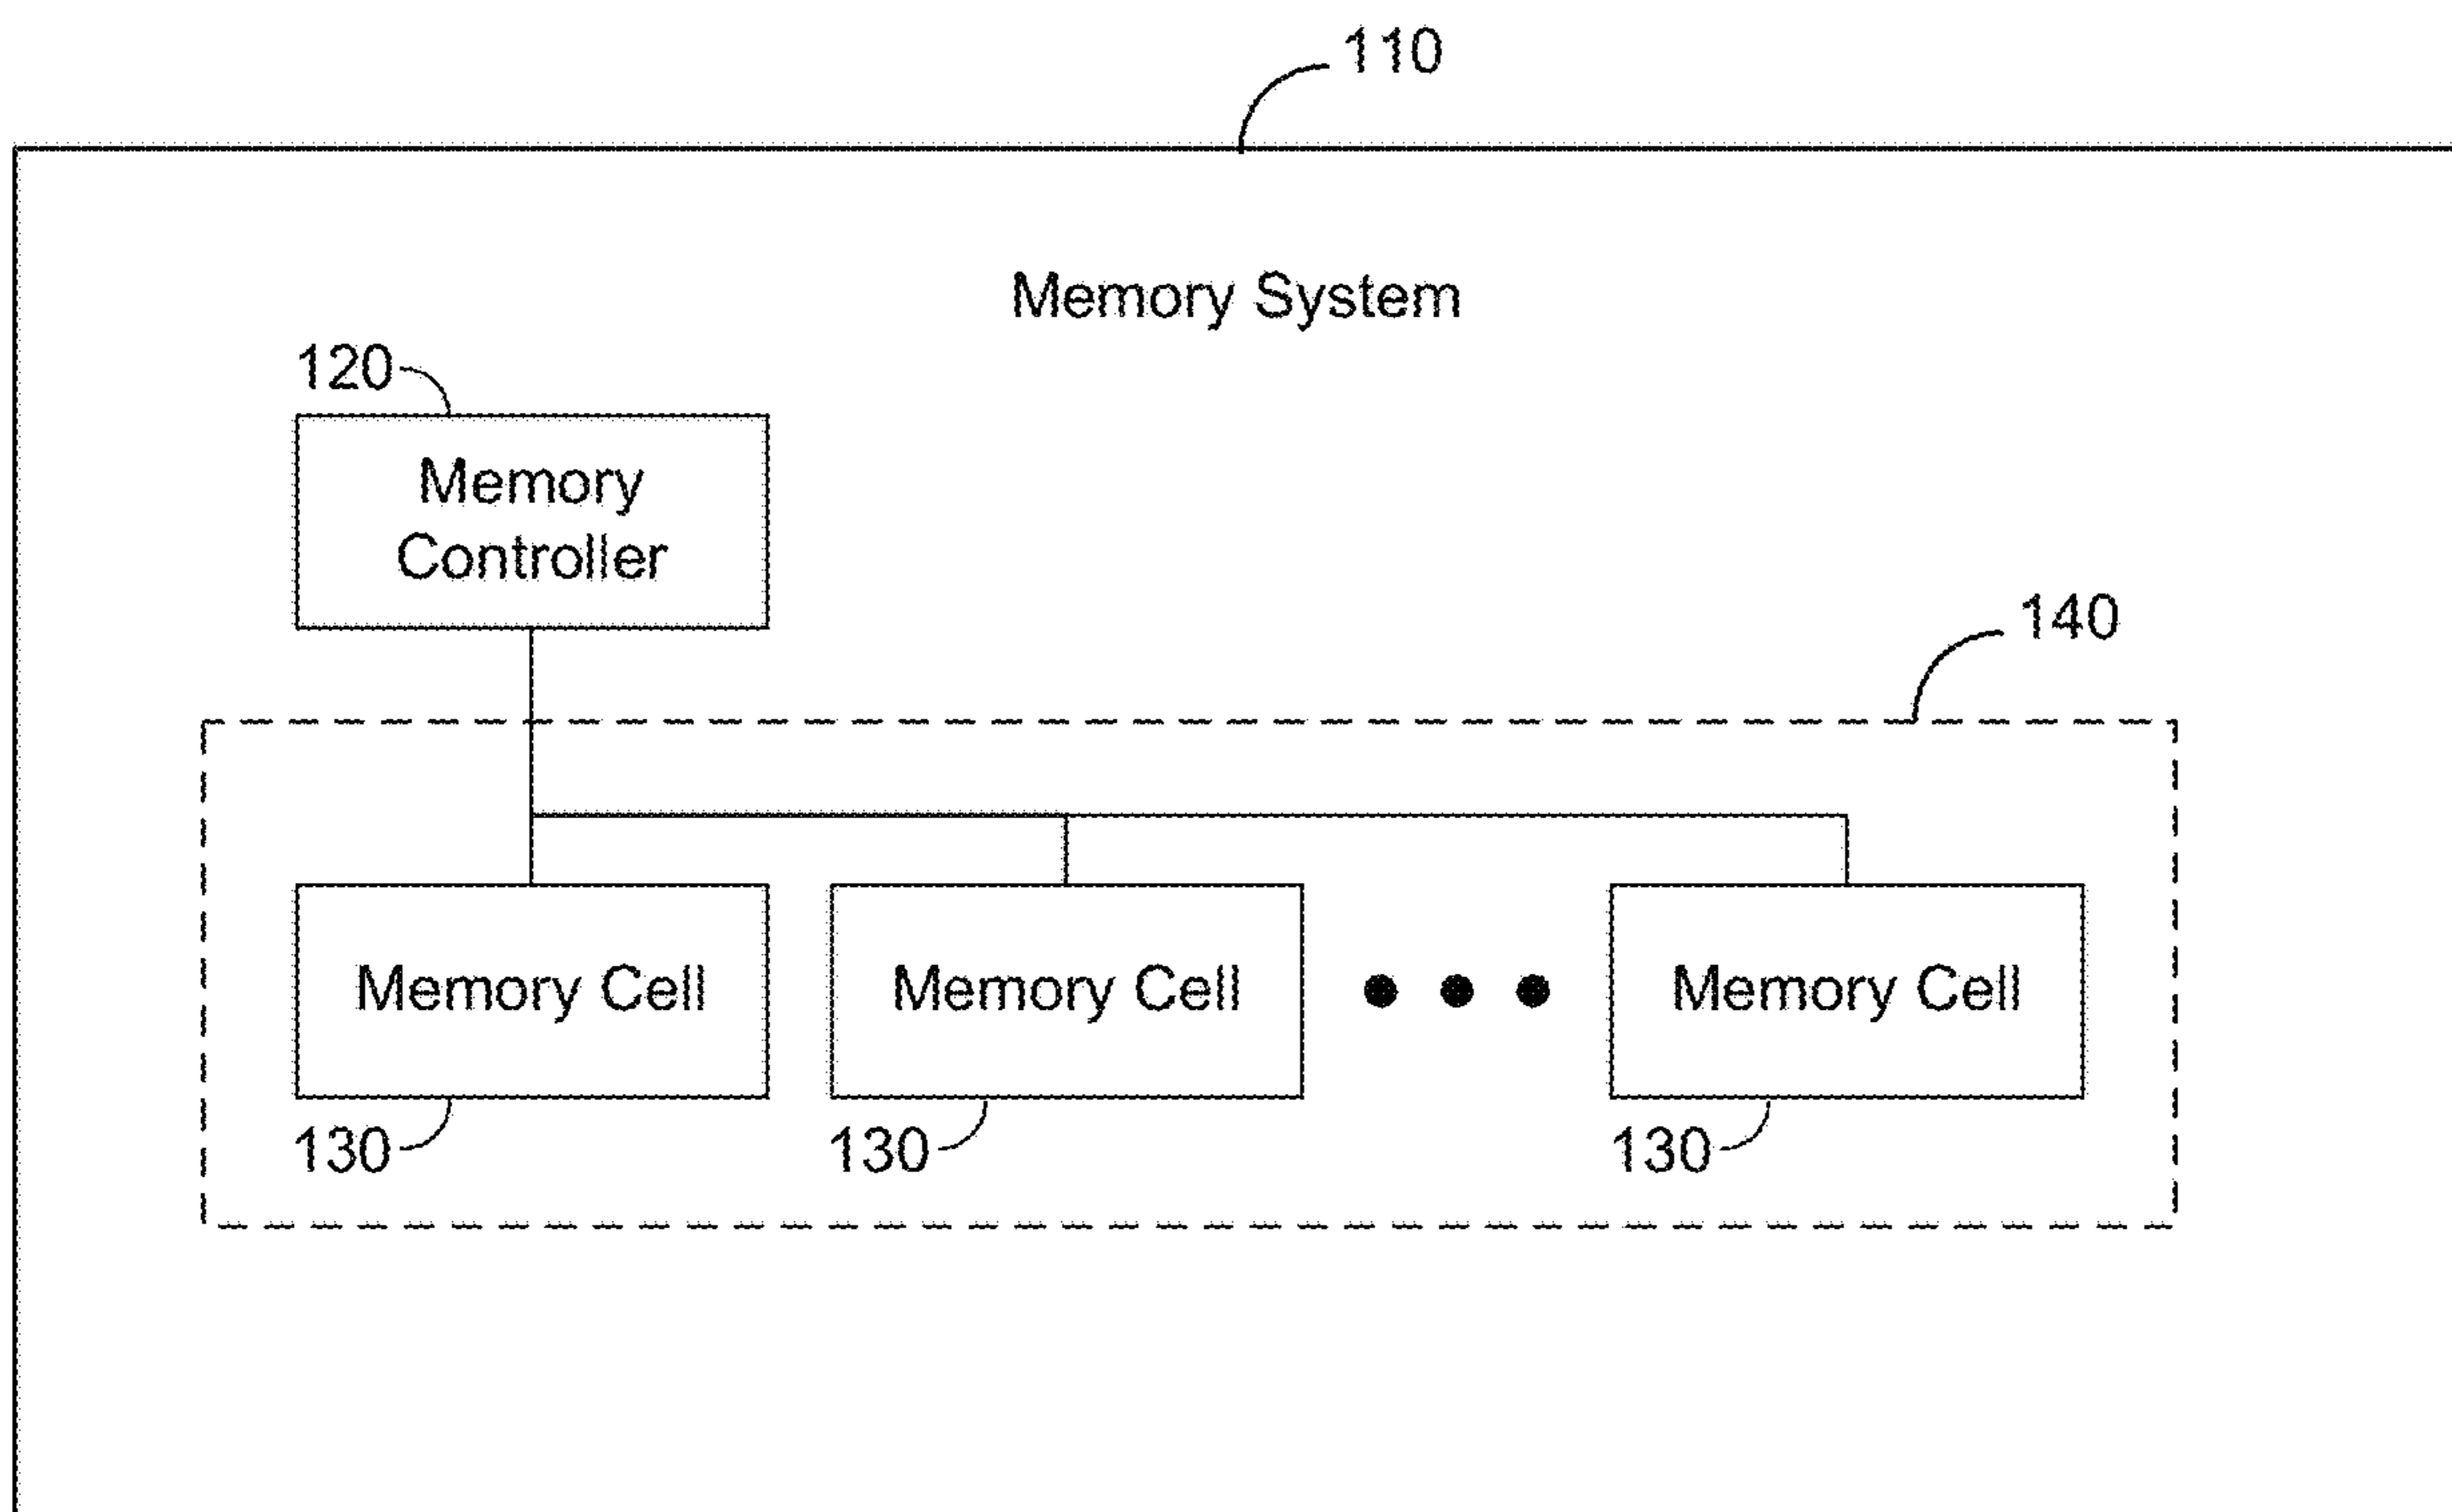 110
Memory System
120
Memory
Controller
140
Memory Cell
Memory Cell
Memory Cell
130
130
130